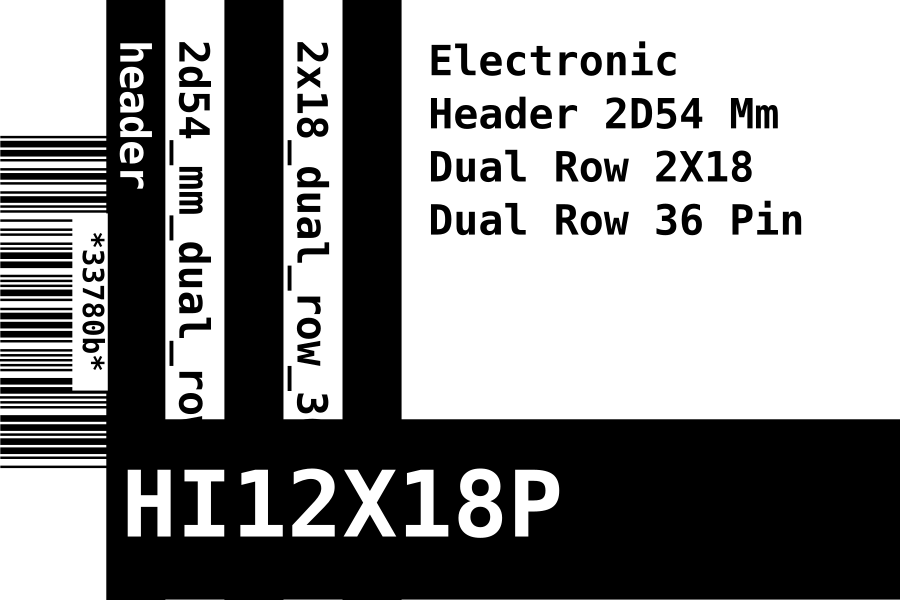 *33780b*
header
2d54_mm_dual_ro
2x18_dual_row_3
Electronic
Header 2D54 Mm
Dual Row 2X18
Dual Row 36 Pin
HI12X18P